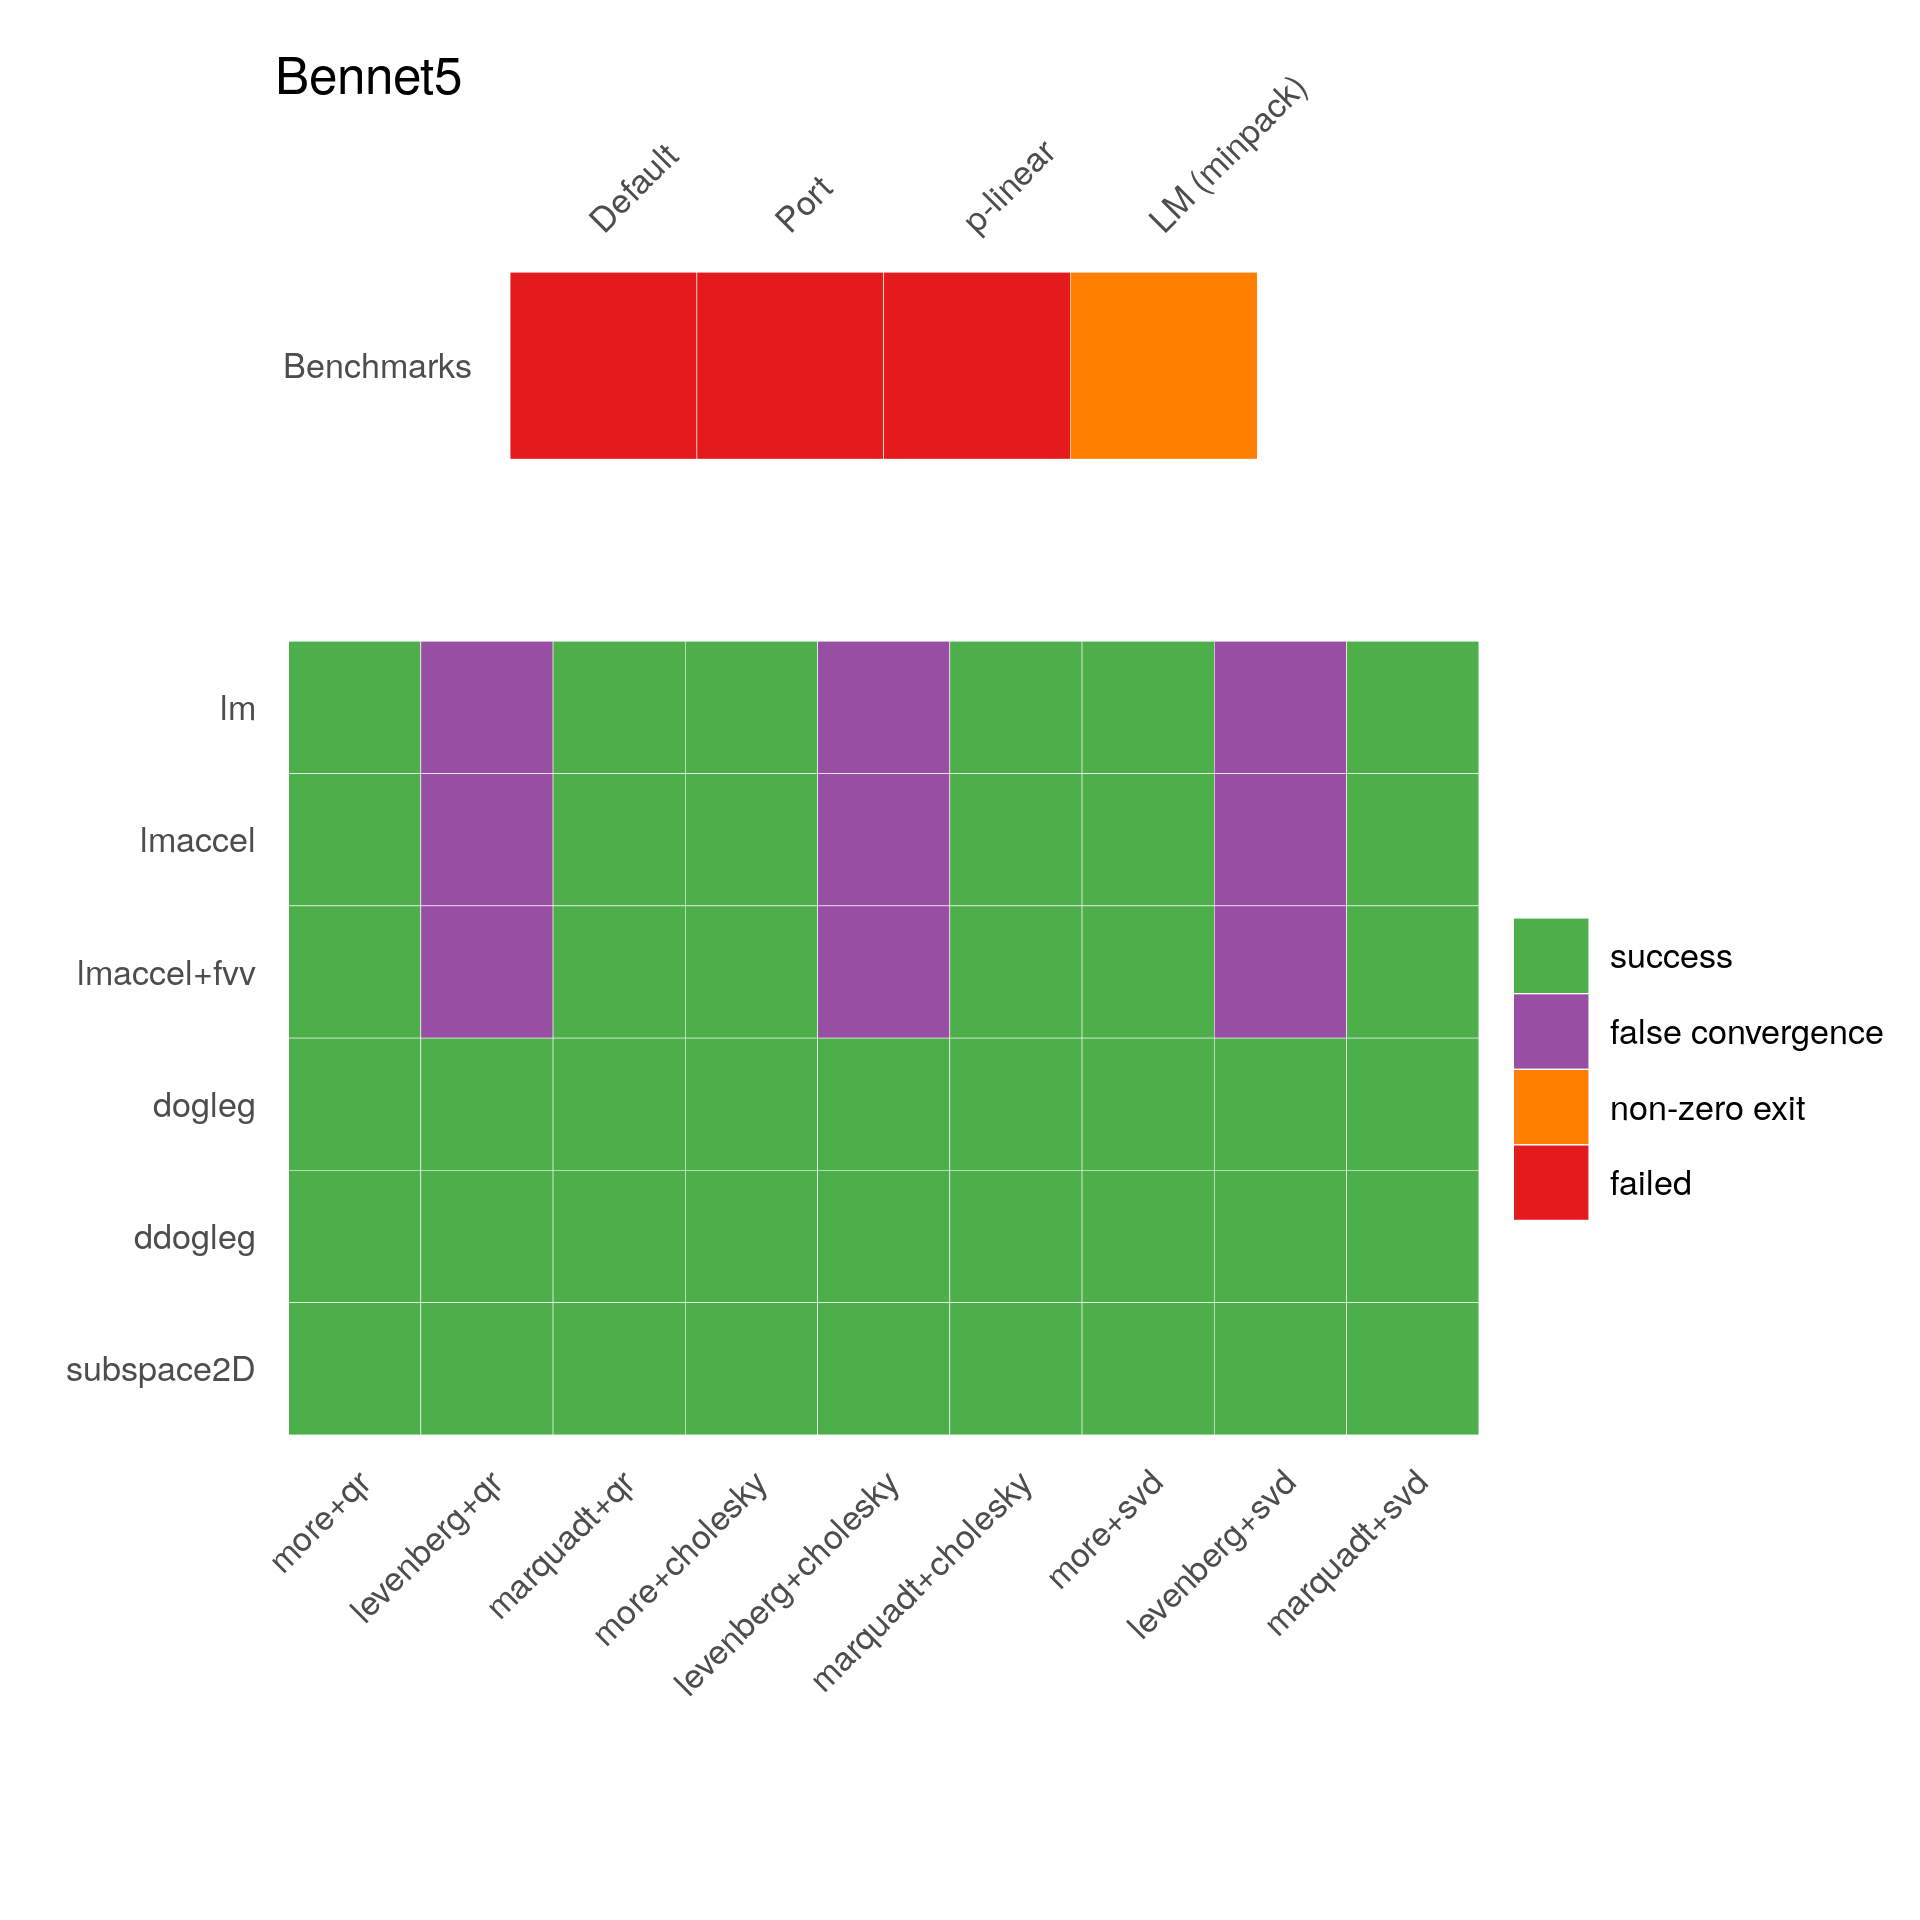 Bennet5
Default
Port
p-linear
LM (minpack)
Benchmarks
lm
lmaccel
lmaccel+fvv
dogleg
ddogleg
subspace2D
success
false convergence
non-zero exit
failed
more+qr
levenberg+qr
marquadt+qr
more+cholesky
levenberg+cholesky
marquadt+cholesky
more+svd
levenberg+svd
marquadt+svd